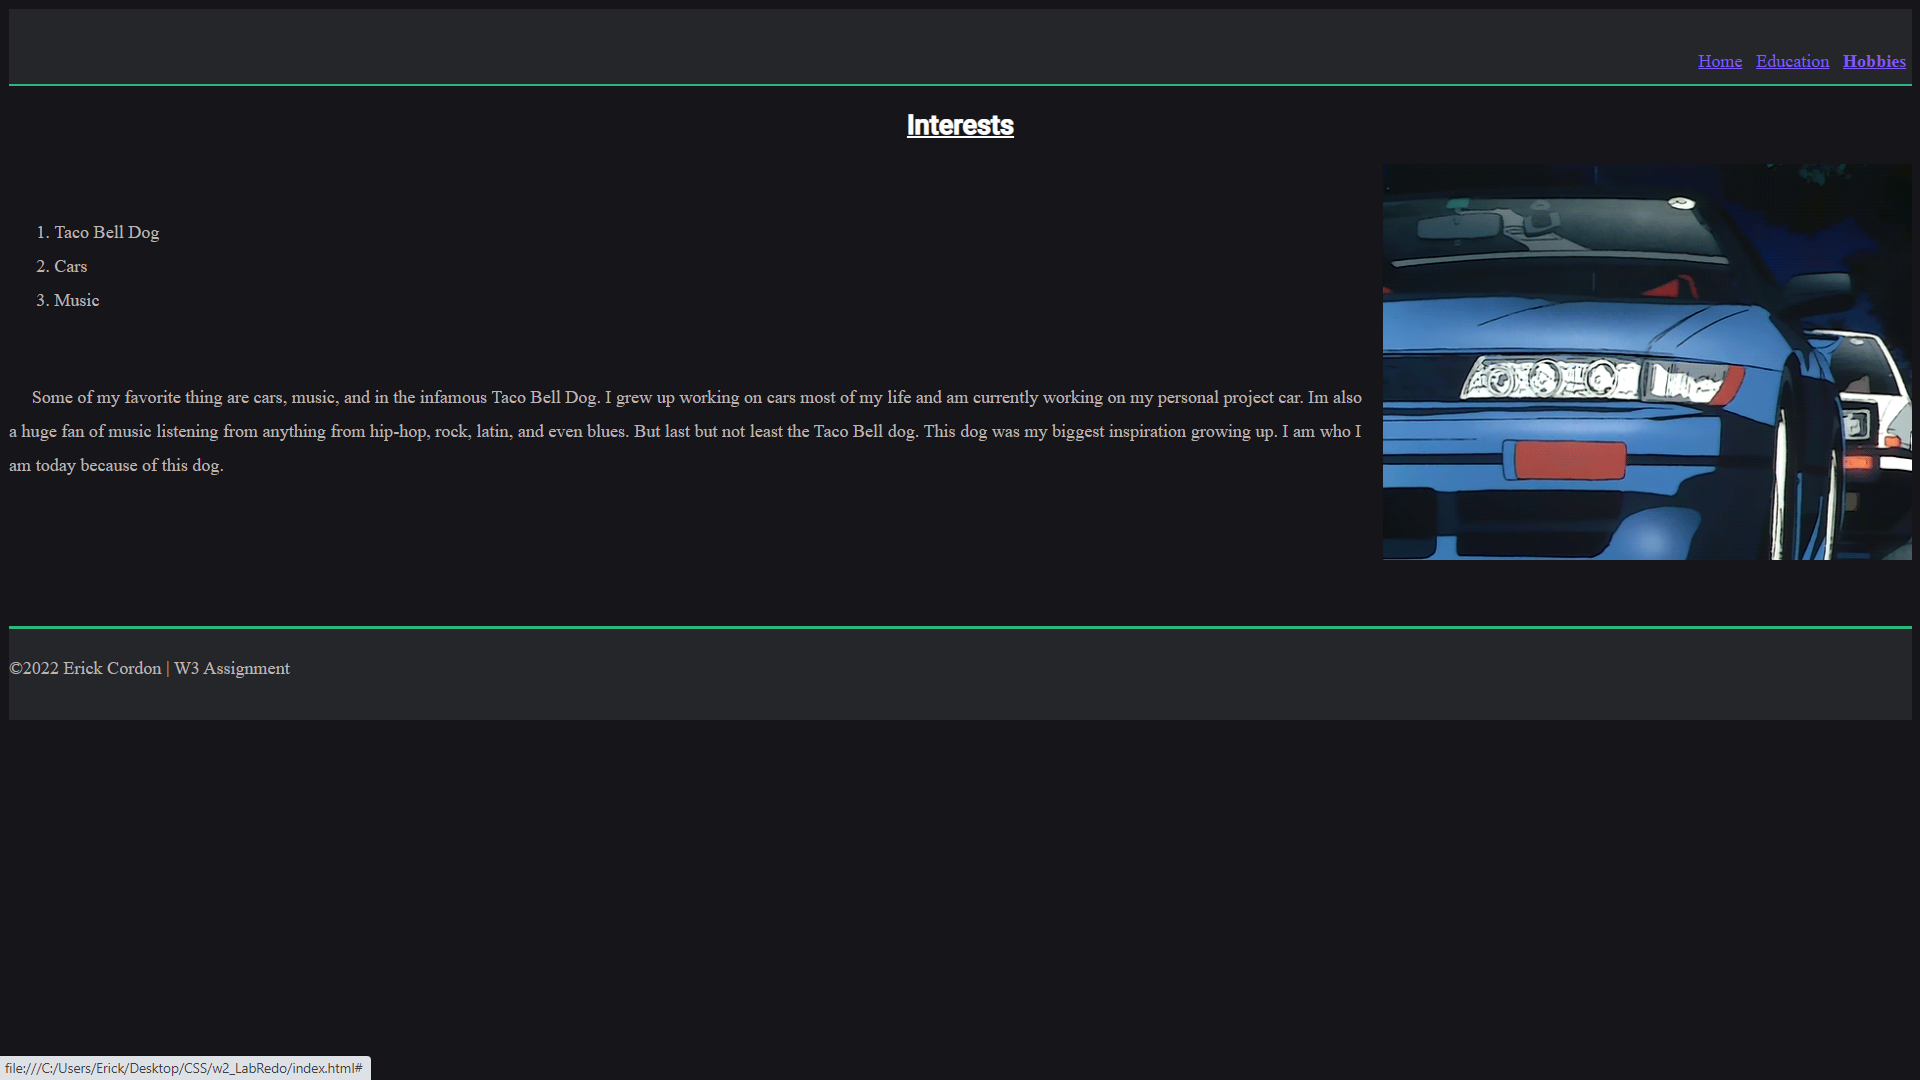 Home Education Hobbies
Interests
1. Taco Bell Dog
2. Cars
3. Music
Some of my favorite thing are cars, music, and in the infamous Taco Bell Dog. I grew up working on cars most of my life and am currently working on my personal project car. Im also
a huge fan of music listening from anything from hip-hop, rock, latin, and even blues. But last but not least the Taco Bell dog. This dog was my biggest inspiration growing up. I am who I
am today because of this dog.
©2022 Erick Cordon | W3 Assignment
file:///C:/Users/Erick/Desktop/CSS/w2_LabRedo/index.html#